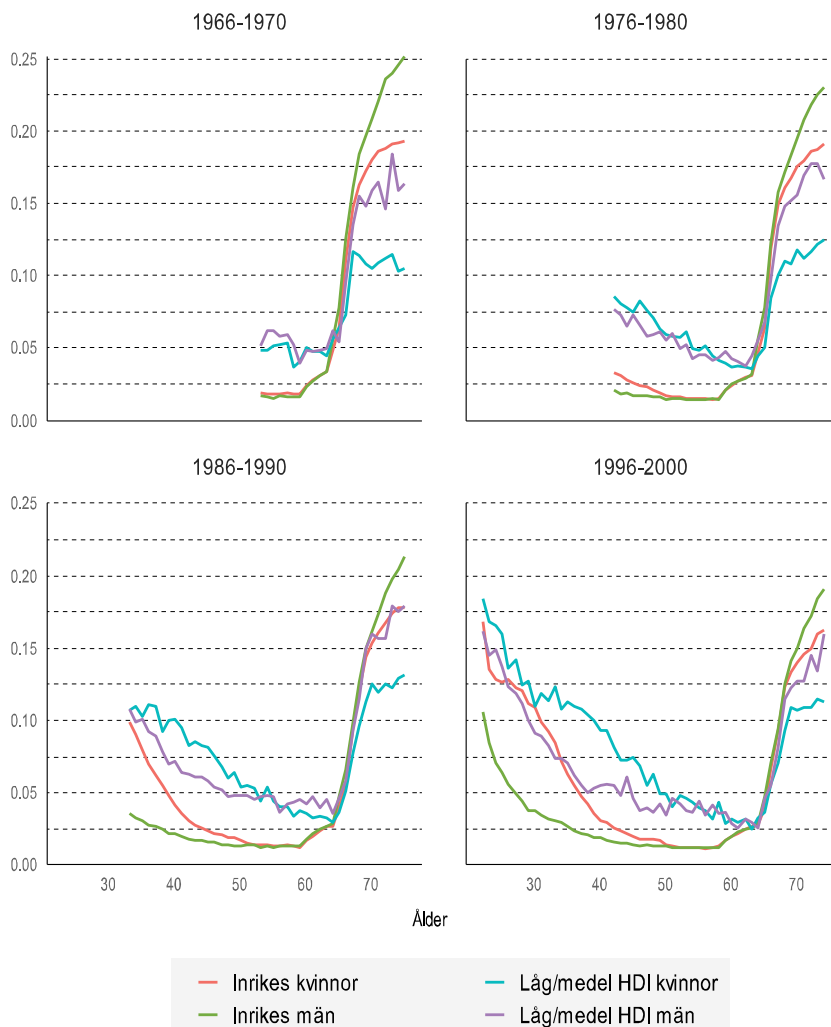 1966-1970
1976-1980
0.25
0.20
0.15
0.10
0.05
0.00
1986-1990
1996-2000
0.25
0.20
0.15
0.10
0.05
0.00
30 40 50 60 70
30 40 50 60 70
Ålder
Inrikes kvinnor
Låg/medel HDI kvinnor
Inrikes män
Låg/medel HDI män